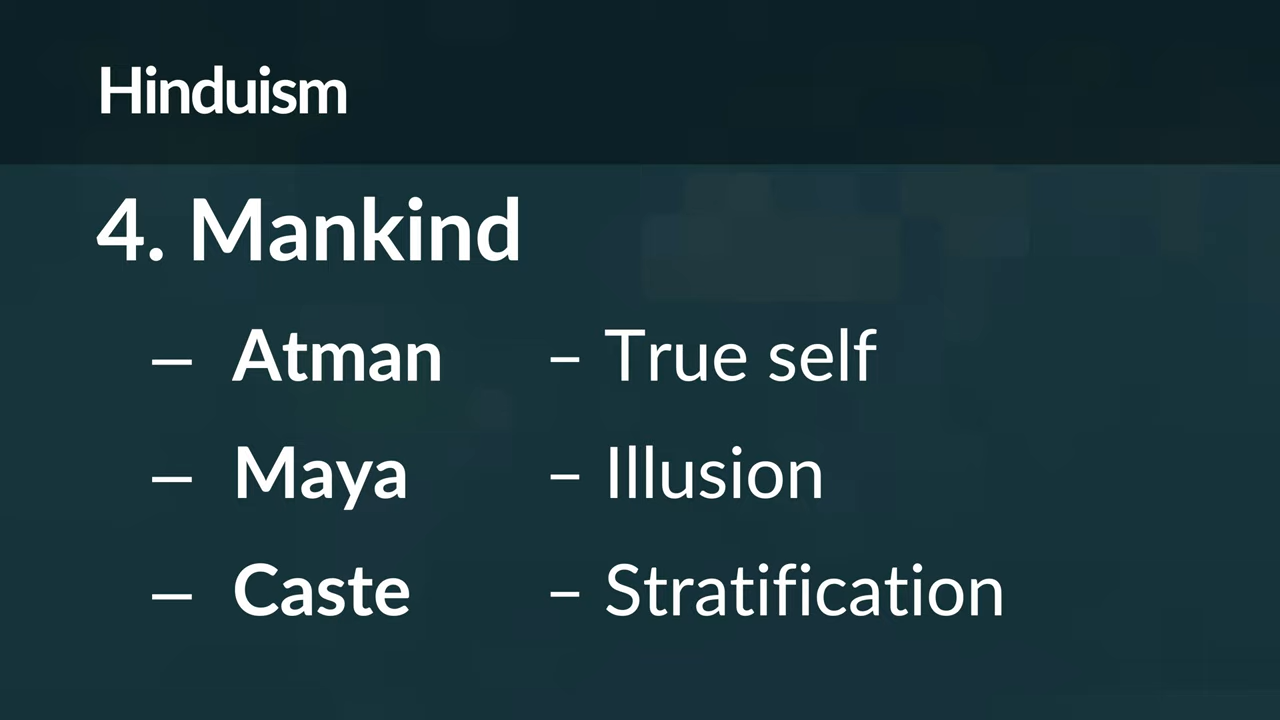 Hinduism
4. Mankind
– Atman – True self
– Maya – Illusion
– Caste – Stratification